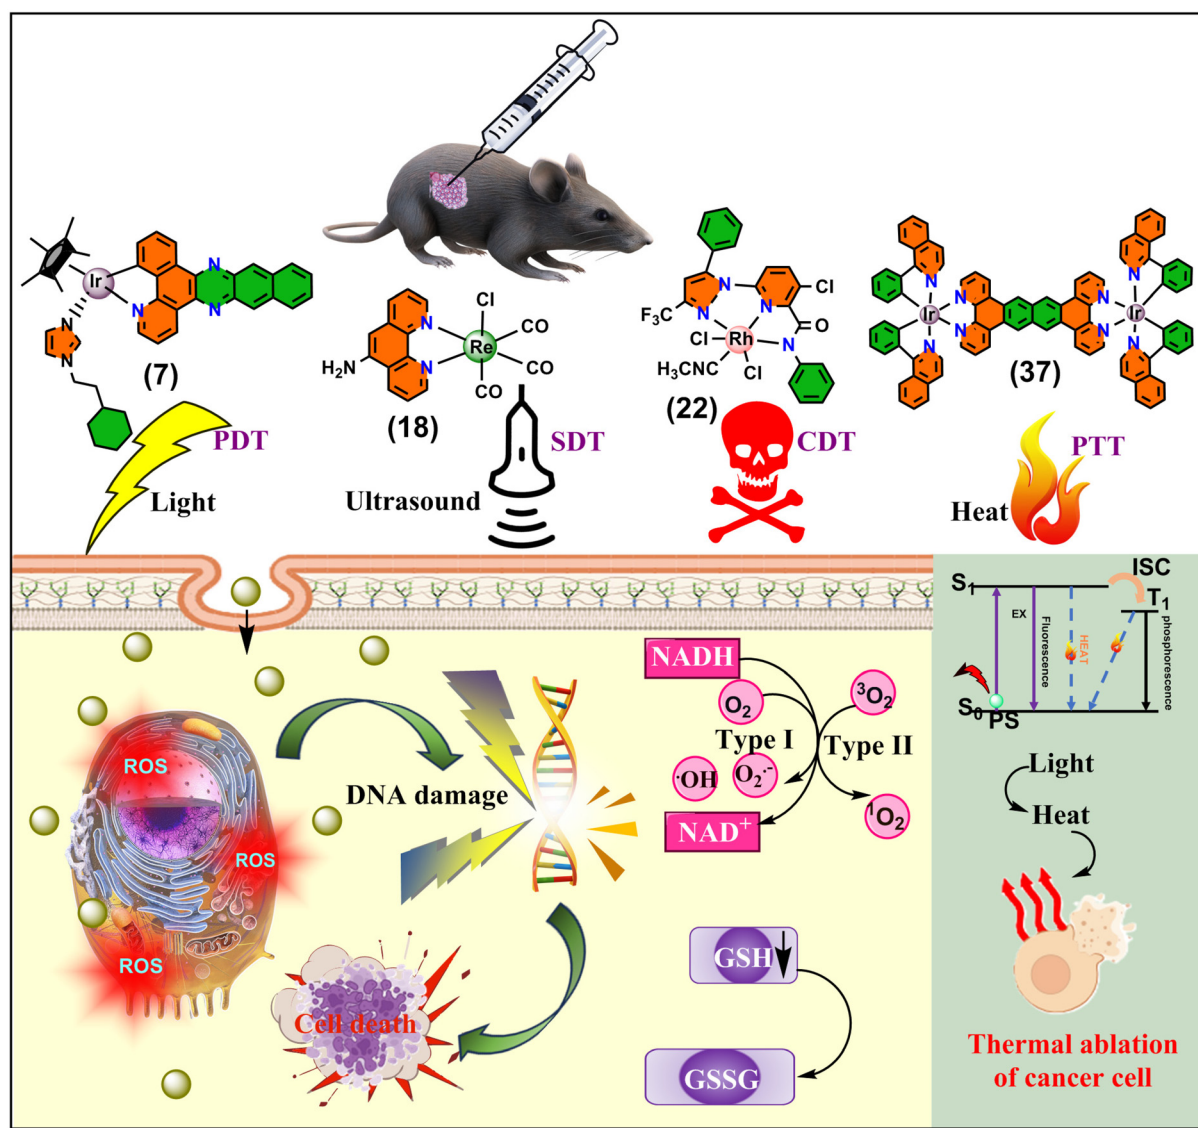 Ir
N
N
N
N
N
N
(7)
Cl
CO
N
Re
CO
N
CO
H₂N
(18)
N
N
Cl
F₃C
N
N
O
Cl
Rh
N
H₃CNC
Cl
(22)
N
N
N
N
Ir
Ir
N
N
N
N
(37)
PDT
Light
SDT
Ultrasound
CDT
PTT
Heat
ISC
S₁
T₁
EX
Fluorescence
HEAT
phosphorescence
S₀
PS
Light
Heat
Thermal ablation
of cancer cell
ROS
ROS
ROS
DNA damage
Cell death
NADH
O₂
³O₂
Type I
Type II
·OH
O₂·⁻
¹O₂
NAD⁺
GSH
GSSG